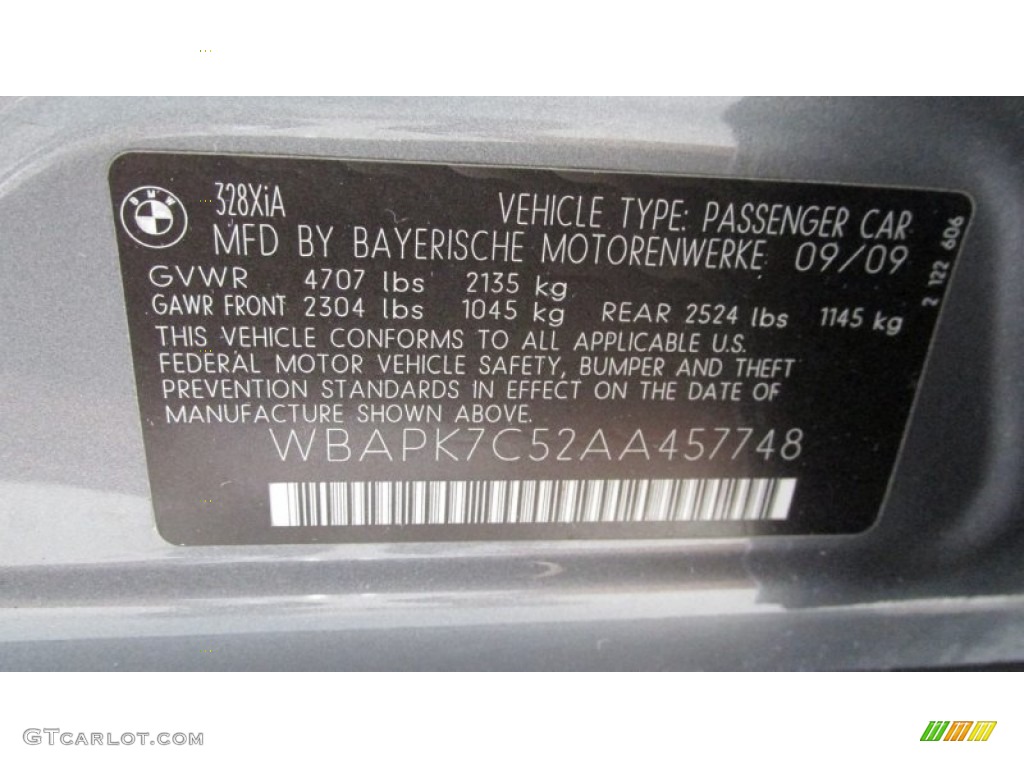 BMW
328XiA
VEHICLE TYPE: PASSENGER CAR
MFD BY BAYERISCHE MOTORENWERKE 09/09
GVWR 4707 lbs 2135 kg
GAWR FRONT 2304 lbs 1045 kg REAR 2524 lbs 1145 kg
THIS VEHICLE CONFORMS TO ALL APPLICABLE U.S.
FEDERAL MOTOR VEHICLE SAFETY, BUMPER AND THEFT
PREVENTION STANDARDS IN EFFECT ON THE DATE OF
MANUFACTURE SHOWN ABOVE.
WBAPK7C52AA457748
2 122 606
GTCARLOT.COM